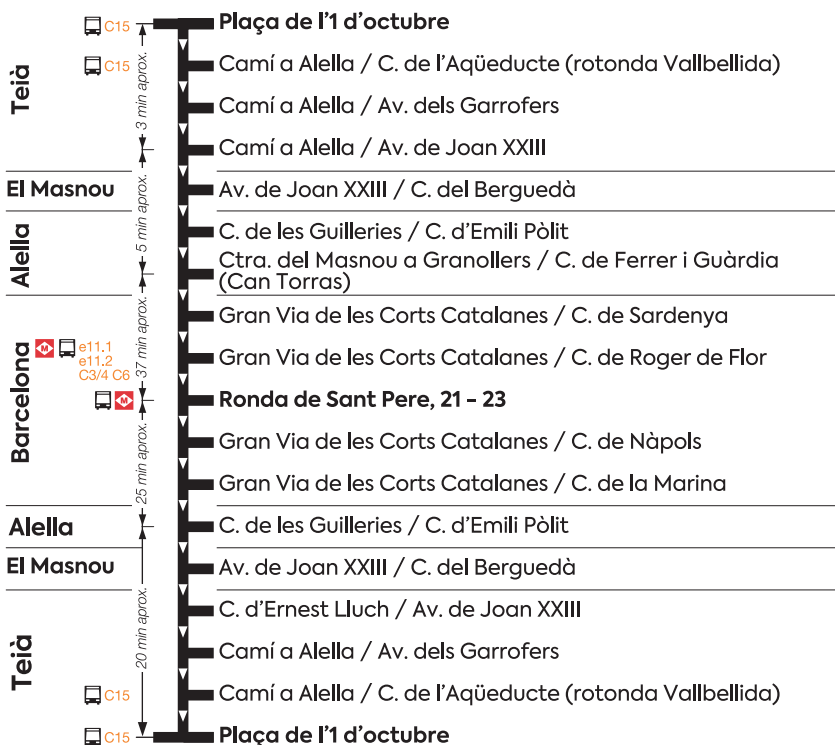 C15 Plaça de l'1 d'octubre
C15 Camí a Alella / C. de l'Aqüeducte (rotonda Vallbellida)
Teià
3 min aprox.
Camí a Alella / Av. dels Garrofers
Camí a Alella / Av. de Joan XXIII
El Masnou
Av. de Joan XXIII / C. del Berguedà
5 min aprox.
Alella
C. de les Guilleries / C. d'Emili Pòlit
Ctra. del Masnou a Granollers / C. de Ferrer i Guàrdia
(Can Torras)
Barcelona
37 min aprox.
Gran Via de les Corts Catalanes / C. de Sardenya
M e11.1
e11.2
C3/4 C6
Gran Via de les Corts Catalanes / C. de Roger de Flor
M Ronda de Sant Pere, 21 - 23
25 min aprox.
Gran Via de les Corts Catalanes / C. de Nàpols
Gran Via de les Corts Catalanes / C. de la Marina
Alella
C. de les Guilleries / C. d'Emili Pòlit
El Masnou
Av. de Joan XXIII / C. del Berguedà
20 min aprox.
Teià
C. d'Ernest Lluch / Av. de Joan XXIII
Camí a Alella / Av. dels Garrofers
C15 Camí a Alella / C. de l'Aqüeducte (rotonda Vallbellida)
C15 Plaça de l'1 d'octubre